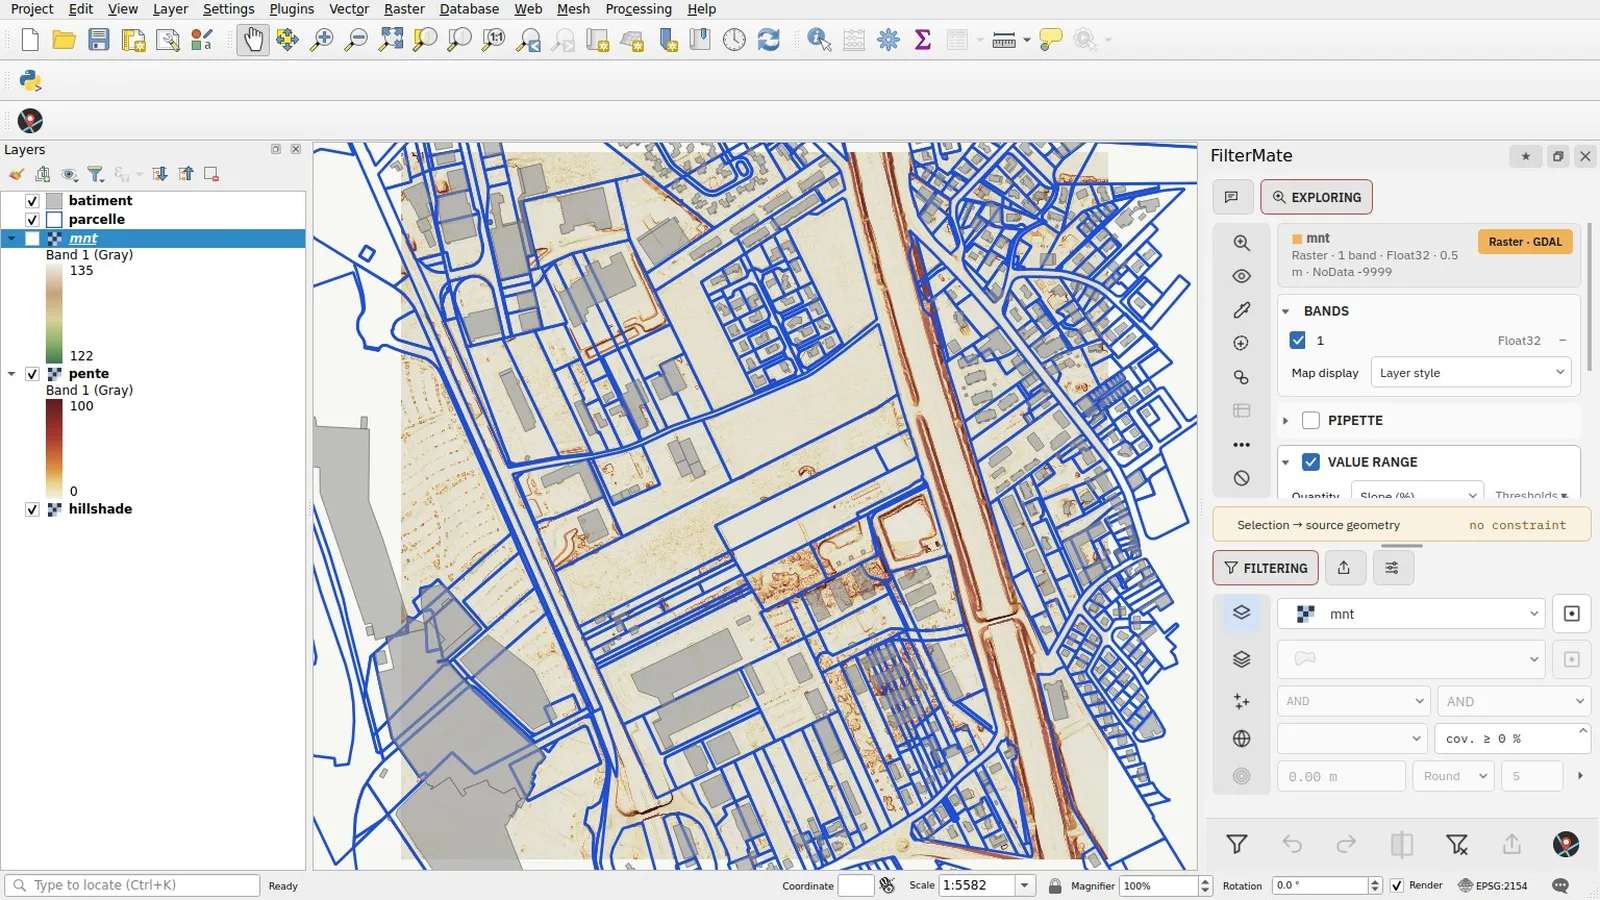 Project Edit View Layer Settings Plugins Vector Raster Database Web Mesh Processing Help
Layers
batiment
parcelle
mnt
Band 1 (Gray)
135
122
pente
Band 1 (Gray)
100
0
hillshade
FilterMate
EXPLORING
mnt
Raster · GDAL
Raster · 1 band · Float32 · 0.5
m · NoData -9999
BANDS
1 Float32 −
Map display Layer style
PIPETTE
VALUE RANGE
Quantity Slope (%) Thresholds
Selection → source geometry no constraint
FILTERING
mnt
AND AND
cov. ≥ 0 %
0.00 m Round 5
Type to locate (Ctrl+K) Ready Coordinate Scale 1:5582 Magnifier 100% Rotation 0.0 ° Render EPSG:2154